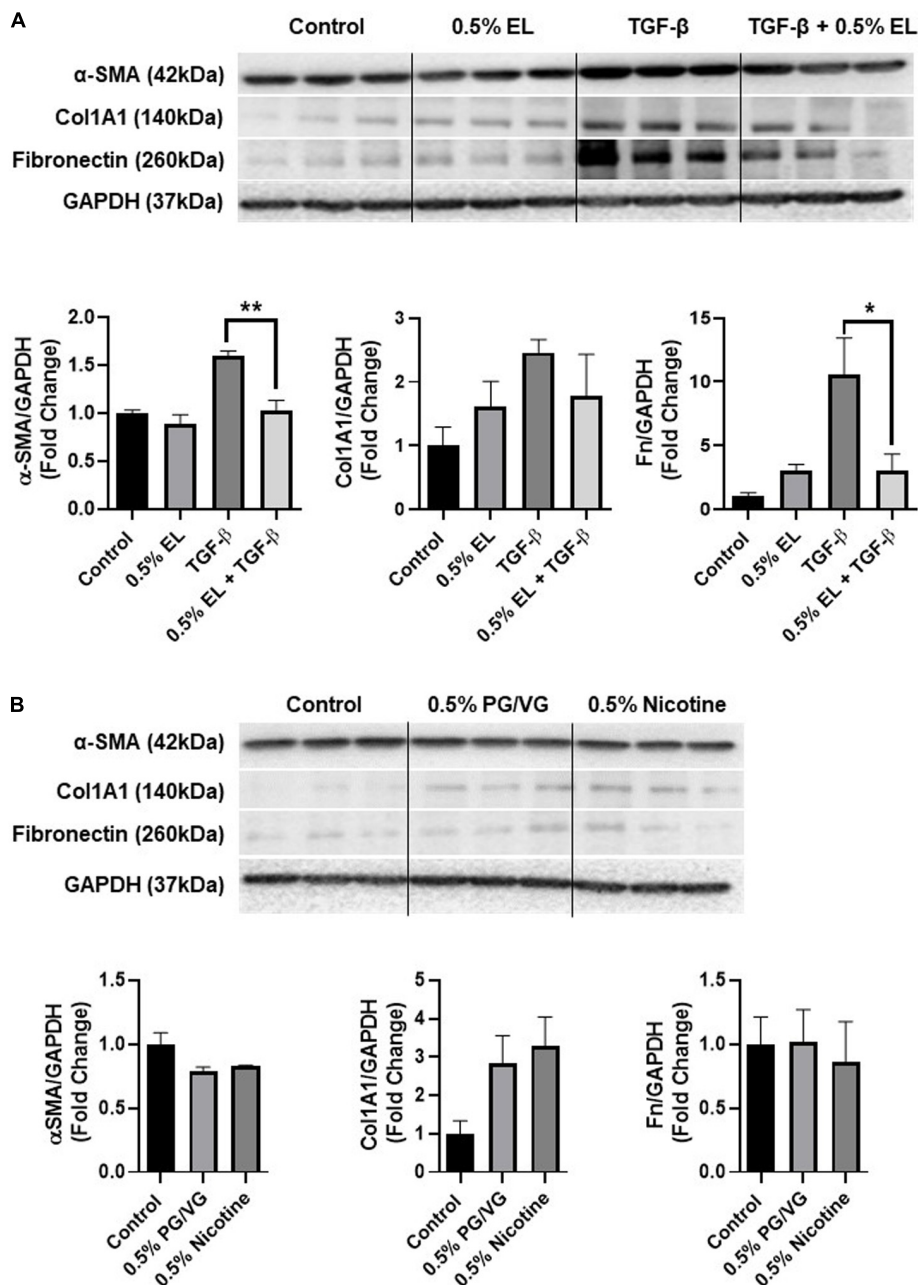 A
Control 0.5% EL TGF-β TGF-β + 0.5% EL
α-SMA (42kDa)
Col1A1 (140kDa)
Fibronectin (260kDa)
GAPDH (37kDa)
α-SMA/GAPDH
(Fold Change)
2.0
1.5
1.0
0.5
0.0
**
Control
0.5% EL
TGF-β
0.5% EL + TGF-β
Col1A1/GAPDH
(Fold Change)
3
2
1
0
Control
0.5% EL
TGF-β
0.5% EL + TGF-β
Fn/GAPDH
(Fold Change)
15
10
5
0
*
Control
0.5% EL
TGF-β
0.5% EL + TGF-β
B
Control 0.5% PG/VG 0.5% Nicotine
α-SMA (42kDa)
Col1A1 (140kDa)
Fibronectin (260kDa)
GAPDH (37kDa)
αSMA/GAPDH
(Fold Change)
1.5
1.0
0.5
0.0
Control
0.5% PG/VG
0.5% Nicotine
Col1A1/GAPDH
(Fold Change)
5
4
3
2
1
0
Control
0.5% PG/VG
0.5% Nicotine
Fn/GAPDH
(Fold Change)
1.5
1.0
0.5
0.0
Control
0.5% PG/VG
0.5% Nicotine